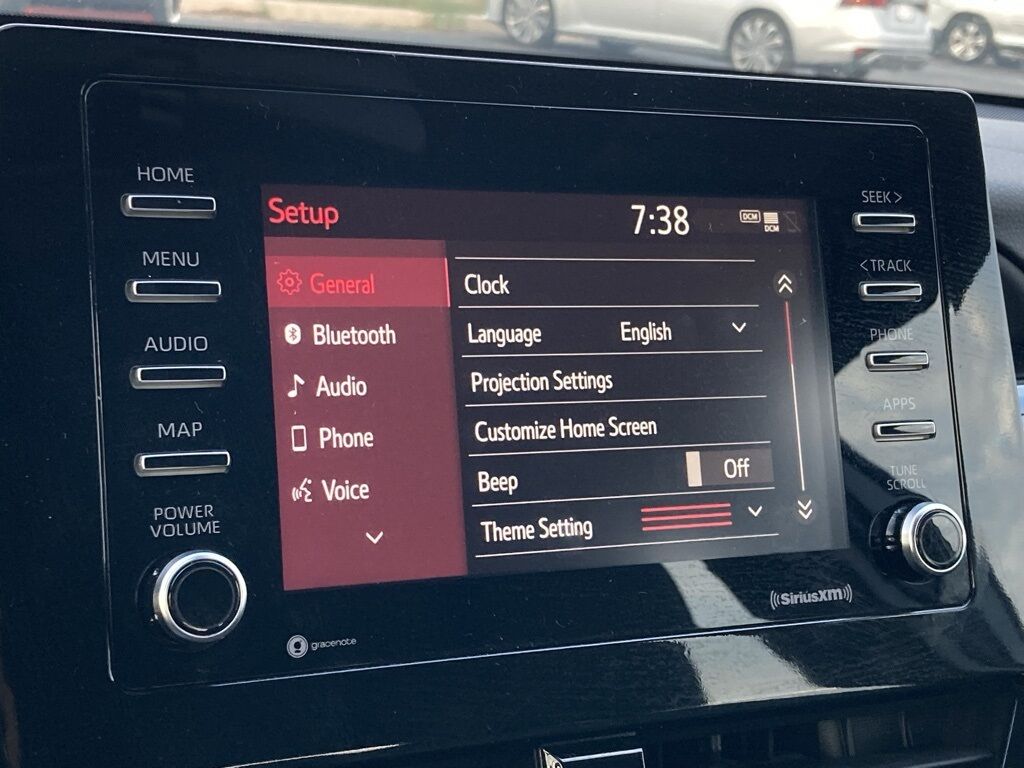 HOME
MENU
AUDIO
MAP
POWER
VOLUME
Setup
7:38
DCM
DCM
General
Bluetooth
Audio
Phone
Voice
Clock
Language English
Projection Settings
Customize Home Screen
Beep Off
Theme Setting
SEEK >
< TRACK
PHONE
APPS
TUNE
SCROLL
gracenote
SiriusXM